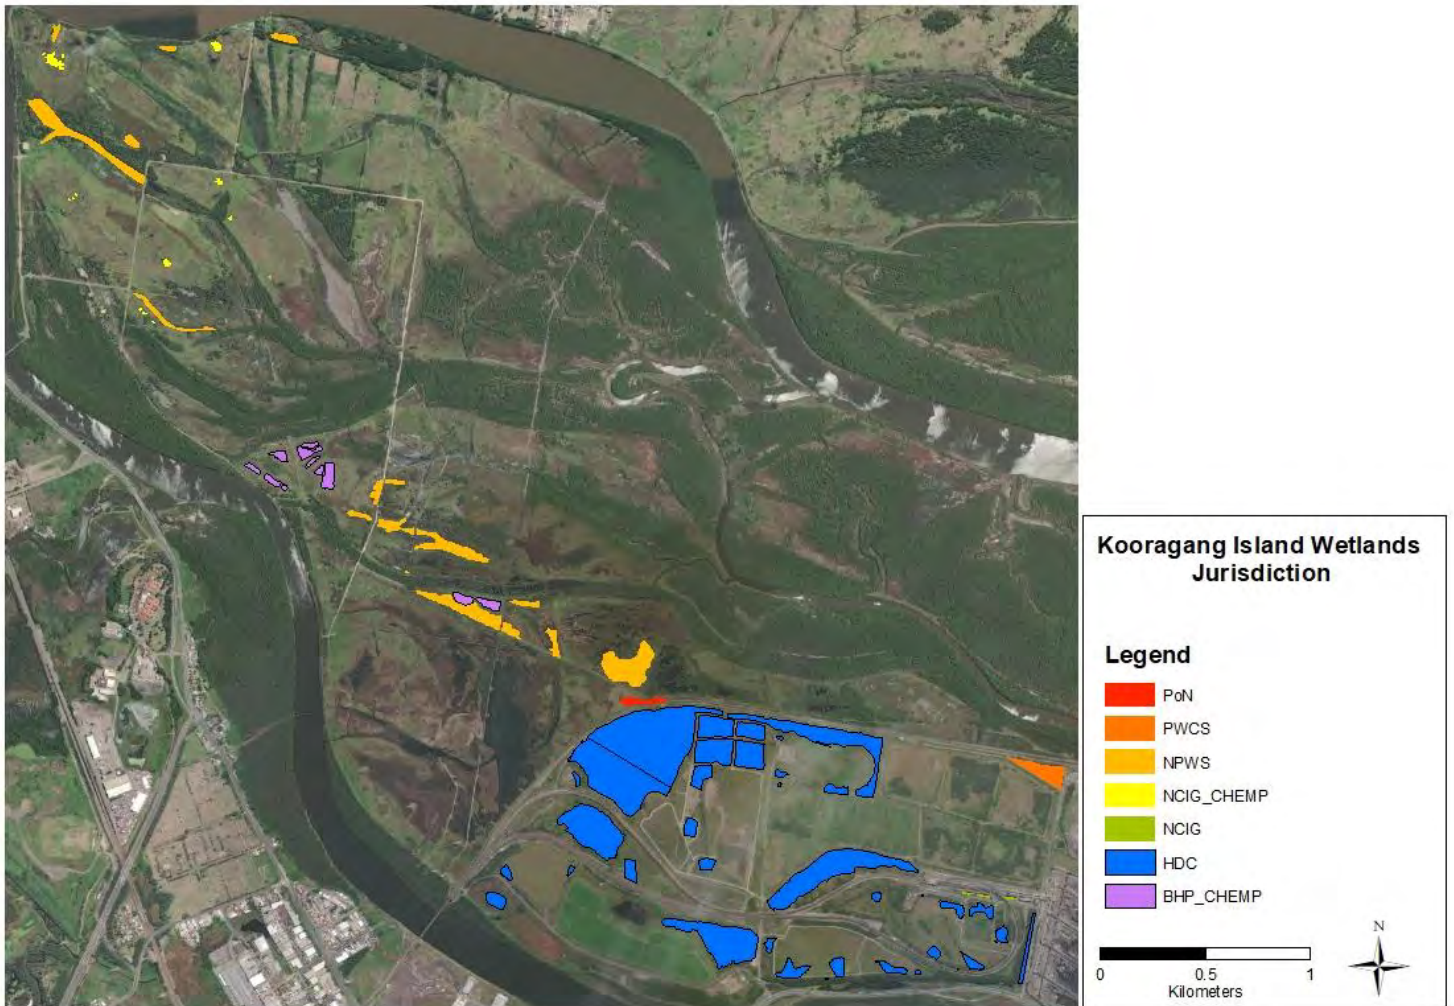 Kooragang Island Wetlands
Jurisdiction
Legend
PoN
PWCS
NPWS
NCIG_CHEMP
NCIG
HDC
BHP_CHEMP
N
0 0.5 1
Kilometers